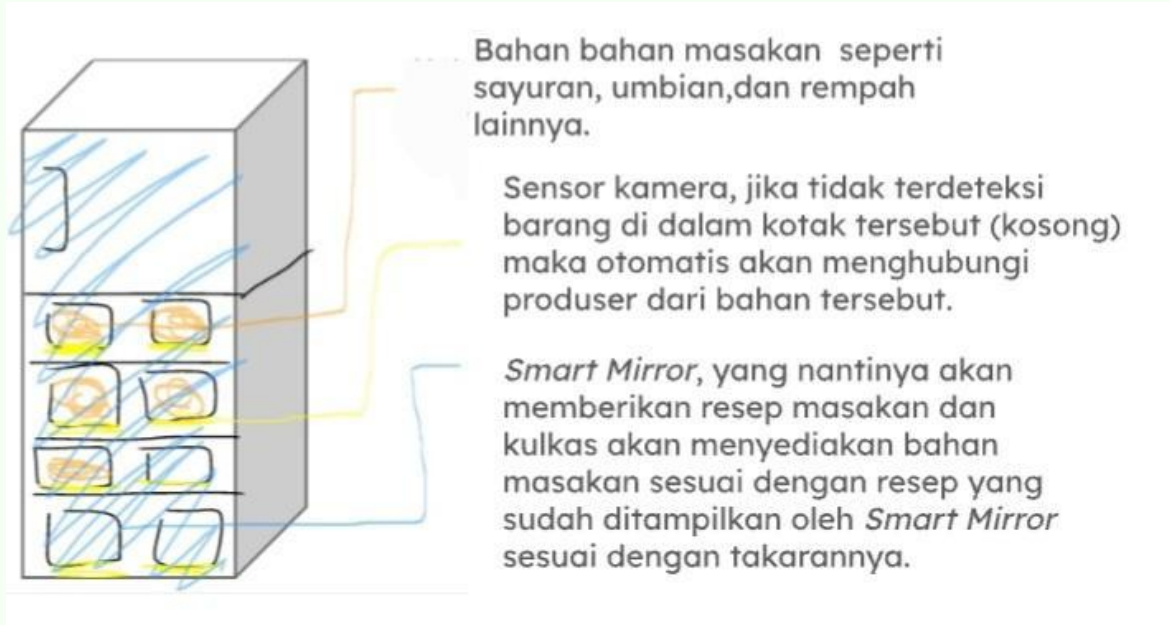 Bahan bahan masakan  seperti
sayuran, umbian,dan rempah
lainnya.
Sensor kamera, jika tidak terdeteksi
barang di dalam kotak tersebut (kosong)
maka otomatis akan menghubungi
produser dari bahan tersebut.
Smart Mirror, yang nantinya akan
memberikan resep masakan dan
kulkas akan menyediakan bahan
masakan sesuai dengan resep yang
sudah ditampilkan oleh Smart Mirror
sesuai dengan takarannya.